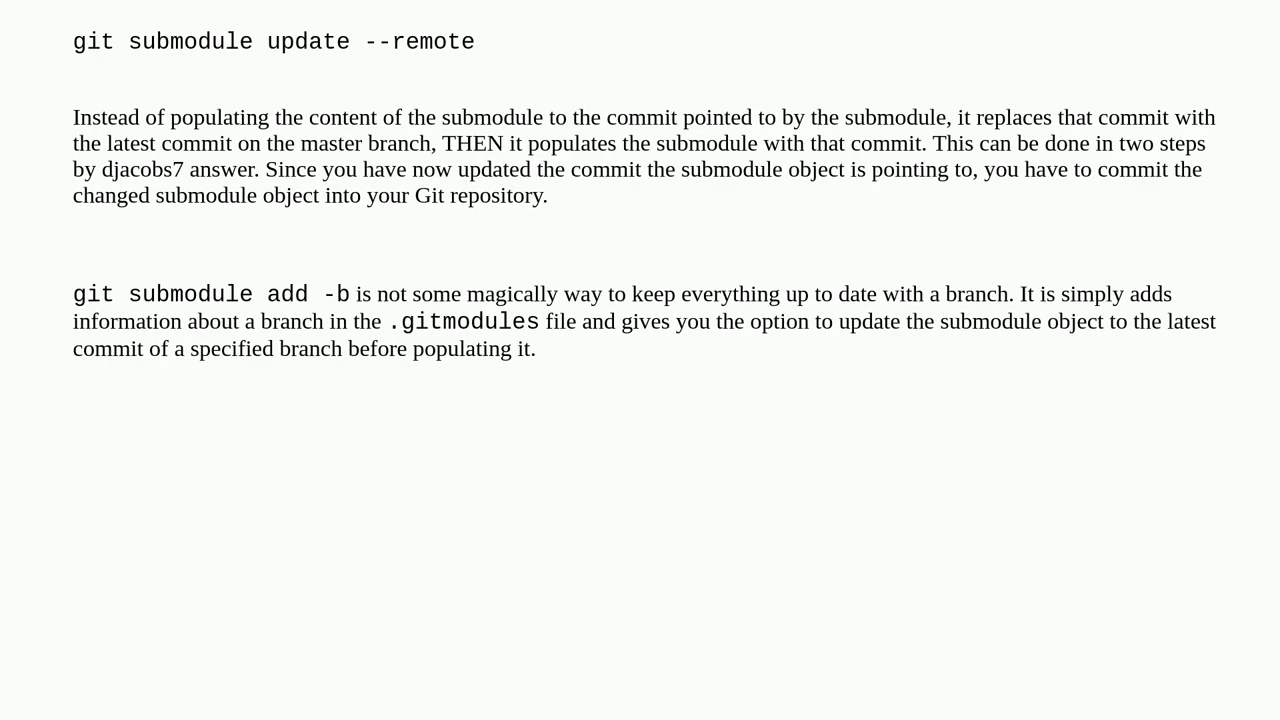 git submodule update --remote
Instead of populating the content of the submodule to the commit pointed to by the submodule, it replaces that commit with
the latest commit on the master branch, THEN it populates the submodule with that commit. This can be done in two steps
by djacobs7 answer. Since you have now updated the commit the submodule object is pointing to, you have to commit the
changed submodule object into your Git repository.
git submodule add -b is not some magically way to keep everything up to date with a branch. It is simply adds
information about a branch in the .gitmodules file and gives you the option to update the submodule object to the latest
commit of a specified branch before populating it.